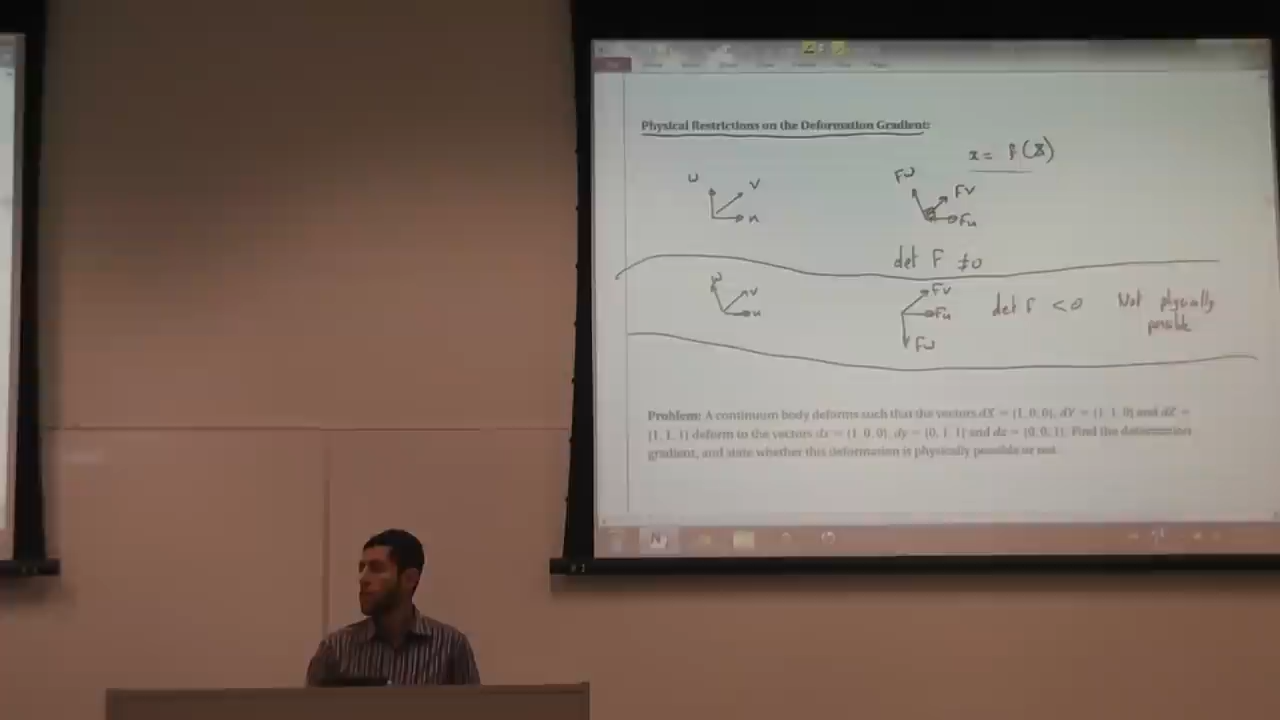 Physical Restrictions on the Deformation Gradient:
x = f(X)
w v u
Fw Fv Fu
det F ≠0
w v u
Fv Fu Fw
det F <0 Not physically
possible
Problem: A continuum body deforms such that the vectors dX = {1, 0, 0}, dY = {1, 1, 0} and dZ =
{1, 1, 1} deform to the vectors dx = {1, 0, 0}, dy = {0, 1, 1} and dz = {0, 0, 1}. Find the deformation
gradient, and state whether this deformation is physically possible or not.